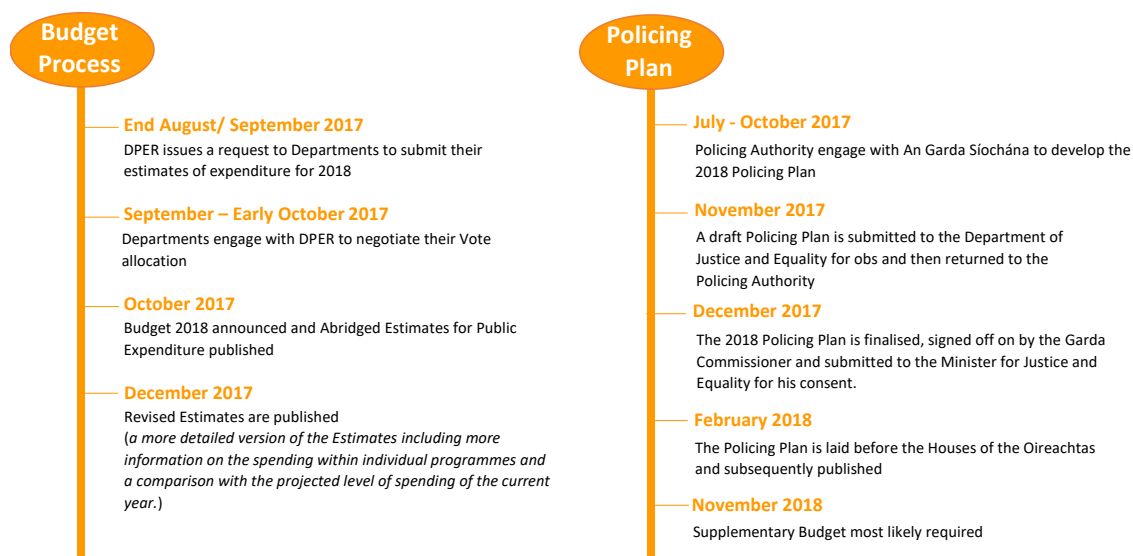 Budget
Process
End August/ September 2017
DPER issues a request to Departments to submit their
estimates of expenditure for 2018
September – Early October 2017
Departments engage with DPER to negotiate their Vote
allocation
October 2017
Budget 2018 announced and Abridged Estimates for Public
Expenditure published
December 2017
Revised Estimates are published
(a more detailed version of the Estimates including more
information on the spending within individual programmes and
a comparison with the projected level of spending of the current
year.)
Policing
Plan
July - October 2017
Policing Authority engage with An Garda Síochána to develop the
2018 Policing Plan
November 2017
A draft Policing Plan is submitted to the Department of
Justice and Equality for obs and then returned to the
Policing Authority
December 2017
The 2018 Policing Plan is finalised, signed off on by the Garda
Commissioner and submitted to the Minister for Justice and
Equality for his consent.
February 2018
The Policing Plan is laid before the Houses of the Oireachtas
and subsequently published
November 2018
Supplementary Budget most likely required